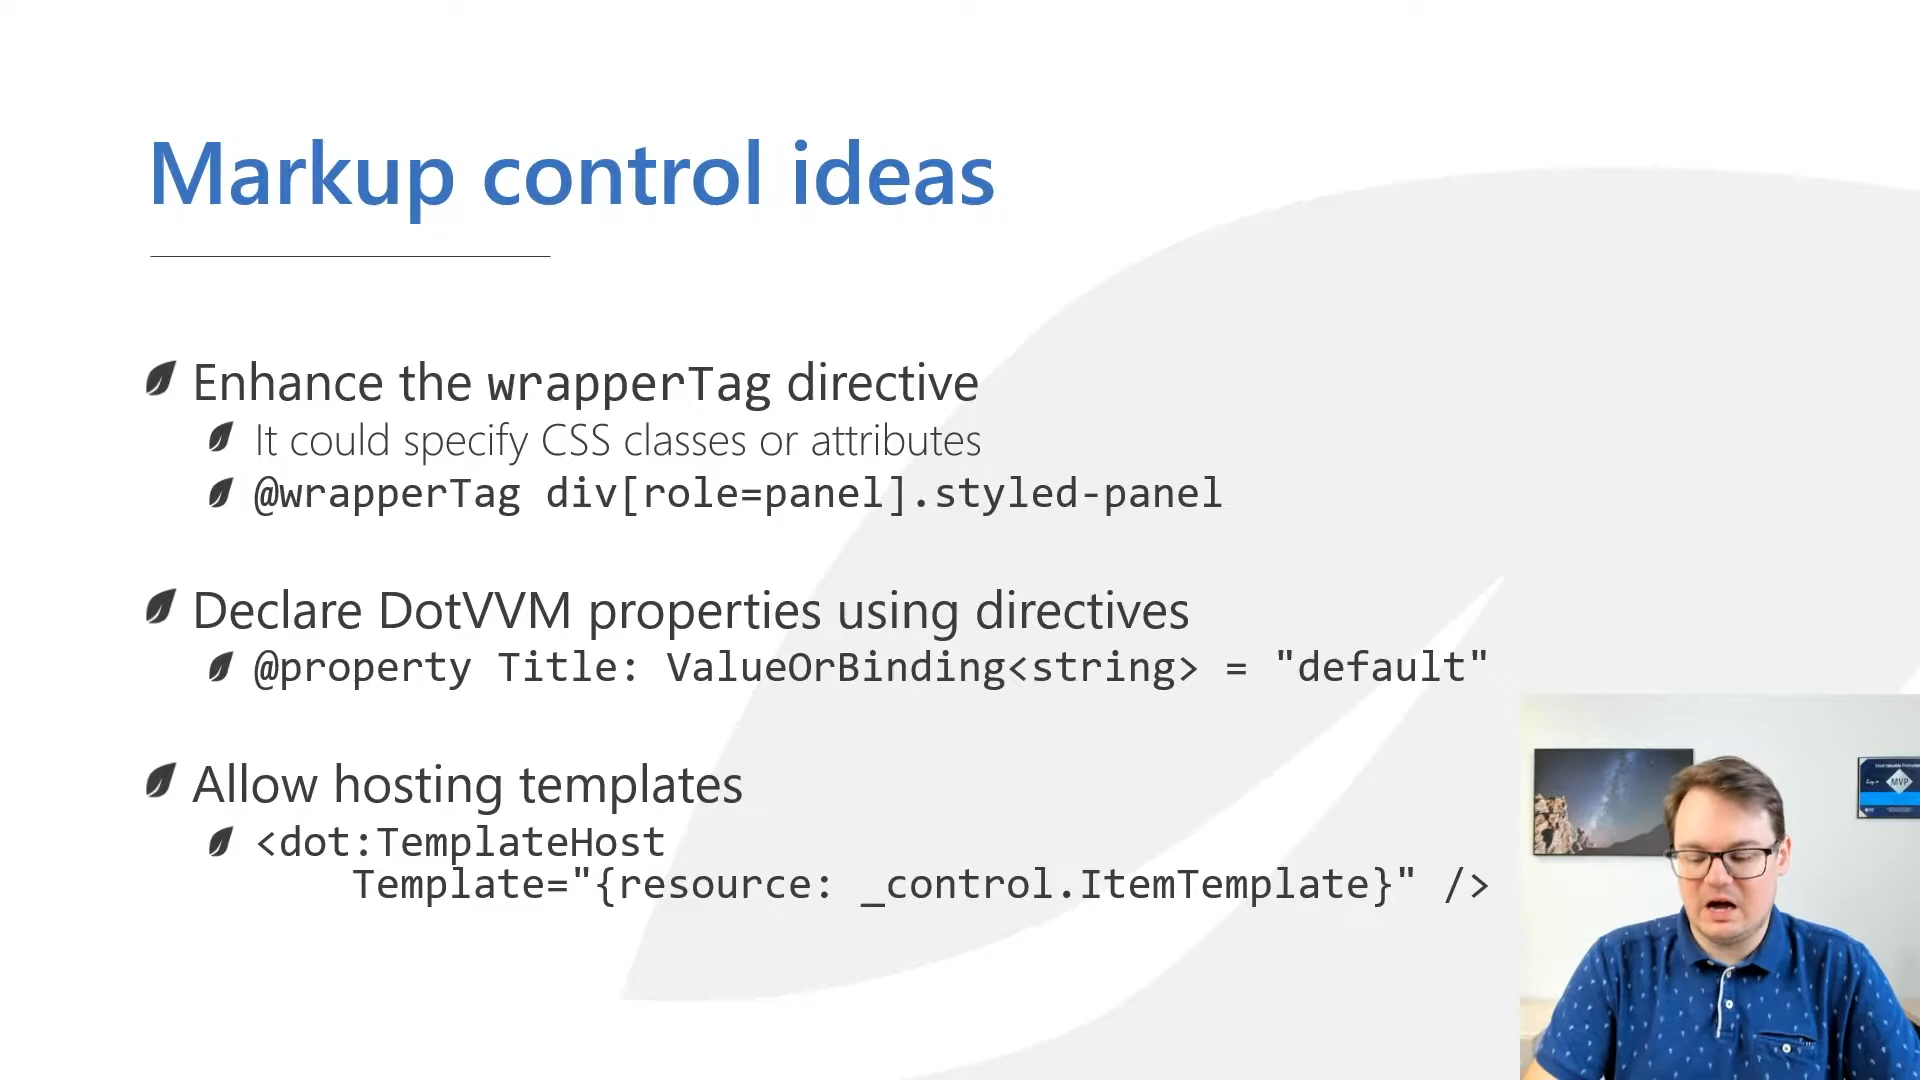 Markup control ideas
Enhance the wrapperTag directive
It could specify CSS classes or attributes
@wrapperTag div[role=panel].styled-panel
Declare DotVVM properties using directives
@property Title: ValueOrBinding<string> = "default"
Allow hosting templates
<dot:TemplateHost
Template="{resource: _control.ItemTemplate}" />
MVP